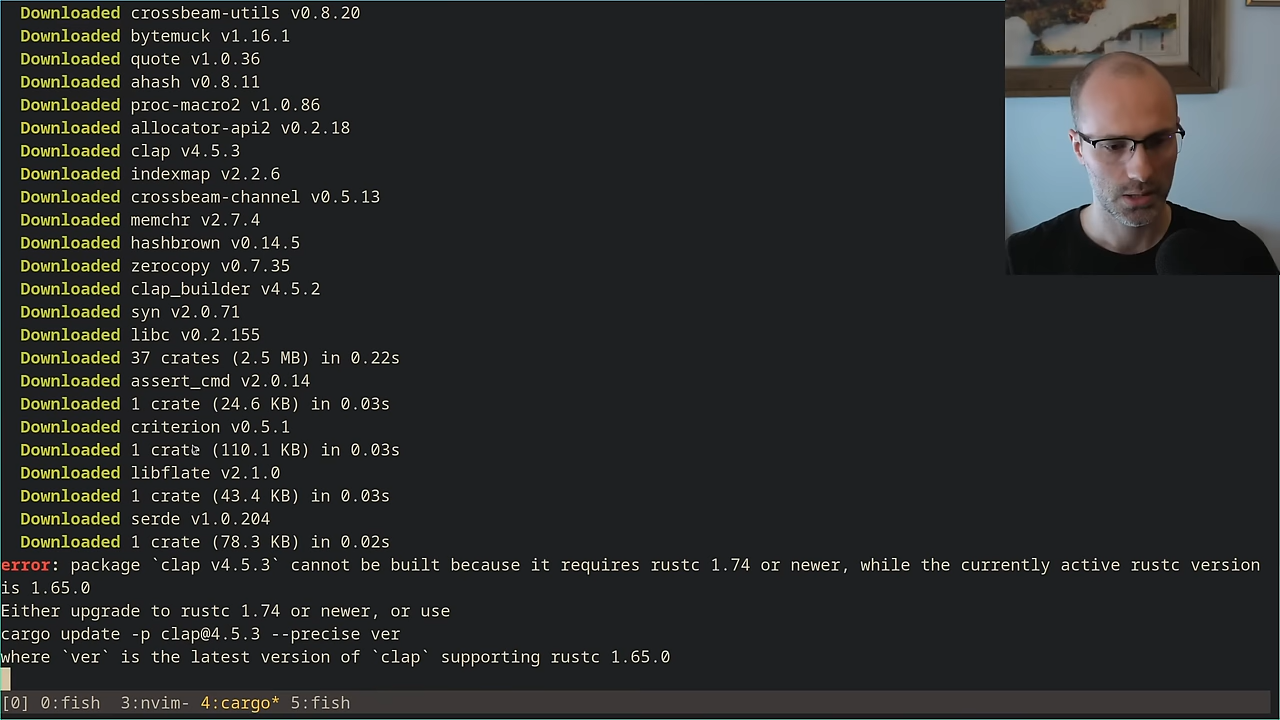 Downloaded crossbeam-utils v0.8.20
Downloaded bytemuck v1.16.1
Downloaded quote v1.0.36
Downloaded ahash v0.8.11
Downloaded proc-macro2 v1.0.86
Downloaded allocator-api2 v0.2.18
Downloaded clap v4.5.3
Downloaded indexmap v2.2.6
Downloaded crossbeam-channel v0.5.13
Downloaded memchr v2.7.4
Downloaded hashbrown v0.14.5
Downloaded zerocopy v0.7.35
Downloaded clap_builder v4.5.2
Downloaded syn v2.0.71
Downloaded libc v0.2.155
Downloaded 37 crates (2.5 MB) in 0.22s
Downloaded assert_cmd v2.0.14
Downloaded 1 crate (24.6 KB) in 0.03s
Downloaded criterion v0.5.1
Downloaded 1 crate (110.1 KB) in 0.03s
Downloaded libflate v2.1.0
Downloaded 1 crate (43.4 KB) in 0.03s
Downloaded serde v1.0.204
Downloaded 1 crate (78.3 KB) in 0.02s
error: package `clap v4.5.3` cannot be built because it requires rustc 1.74 or newer, while the currently active rustc version
is 1.65.0
Either upgrade to rustc 1.74 or newer, or use
cargo update -p clap@4.5.3 --precise ver
where `ver` is the latest version of `clap` supporting rustc 1.65.0
[0] 0:fish  3:nvim- 4:cargo* 5:fish